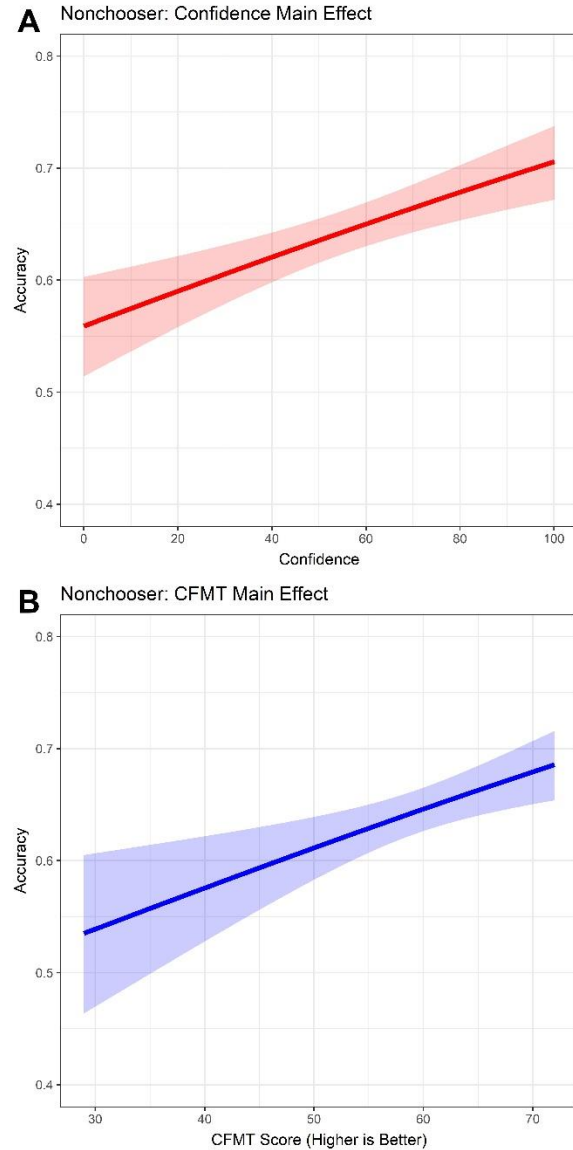 A
Nonchooser: Confidence Main Effect
0.8
0.7
0.6
0.5
0.4
Accuracy
0 20 40 60 80 100
Confidence
B
Nonchooser: CFMT Main Effect
0.8
0.7
0.6
0.5
0.4
Accuracy
30 40 50 60 70
CFMT Score (Higher is Better)